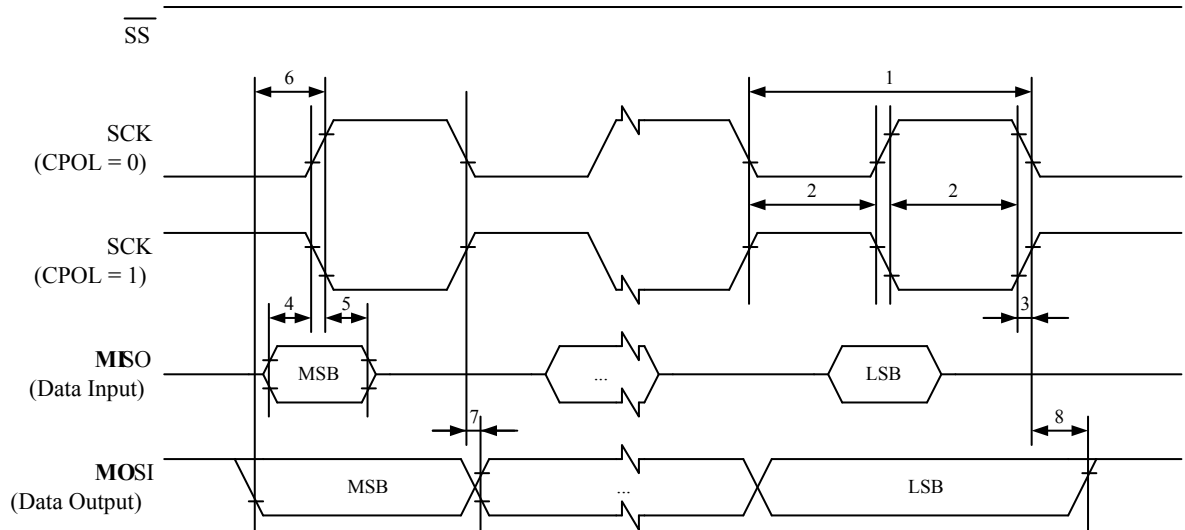 SS
6
1
SCK
(CPOL = 0)
2
2
SCK
(CPOL = 1)
4
5
3
MISO
(Data Input)
MSB
...
LSB
7
8
MOSI
(Data Output)
MSB
...
LSB